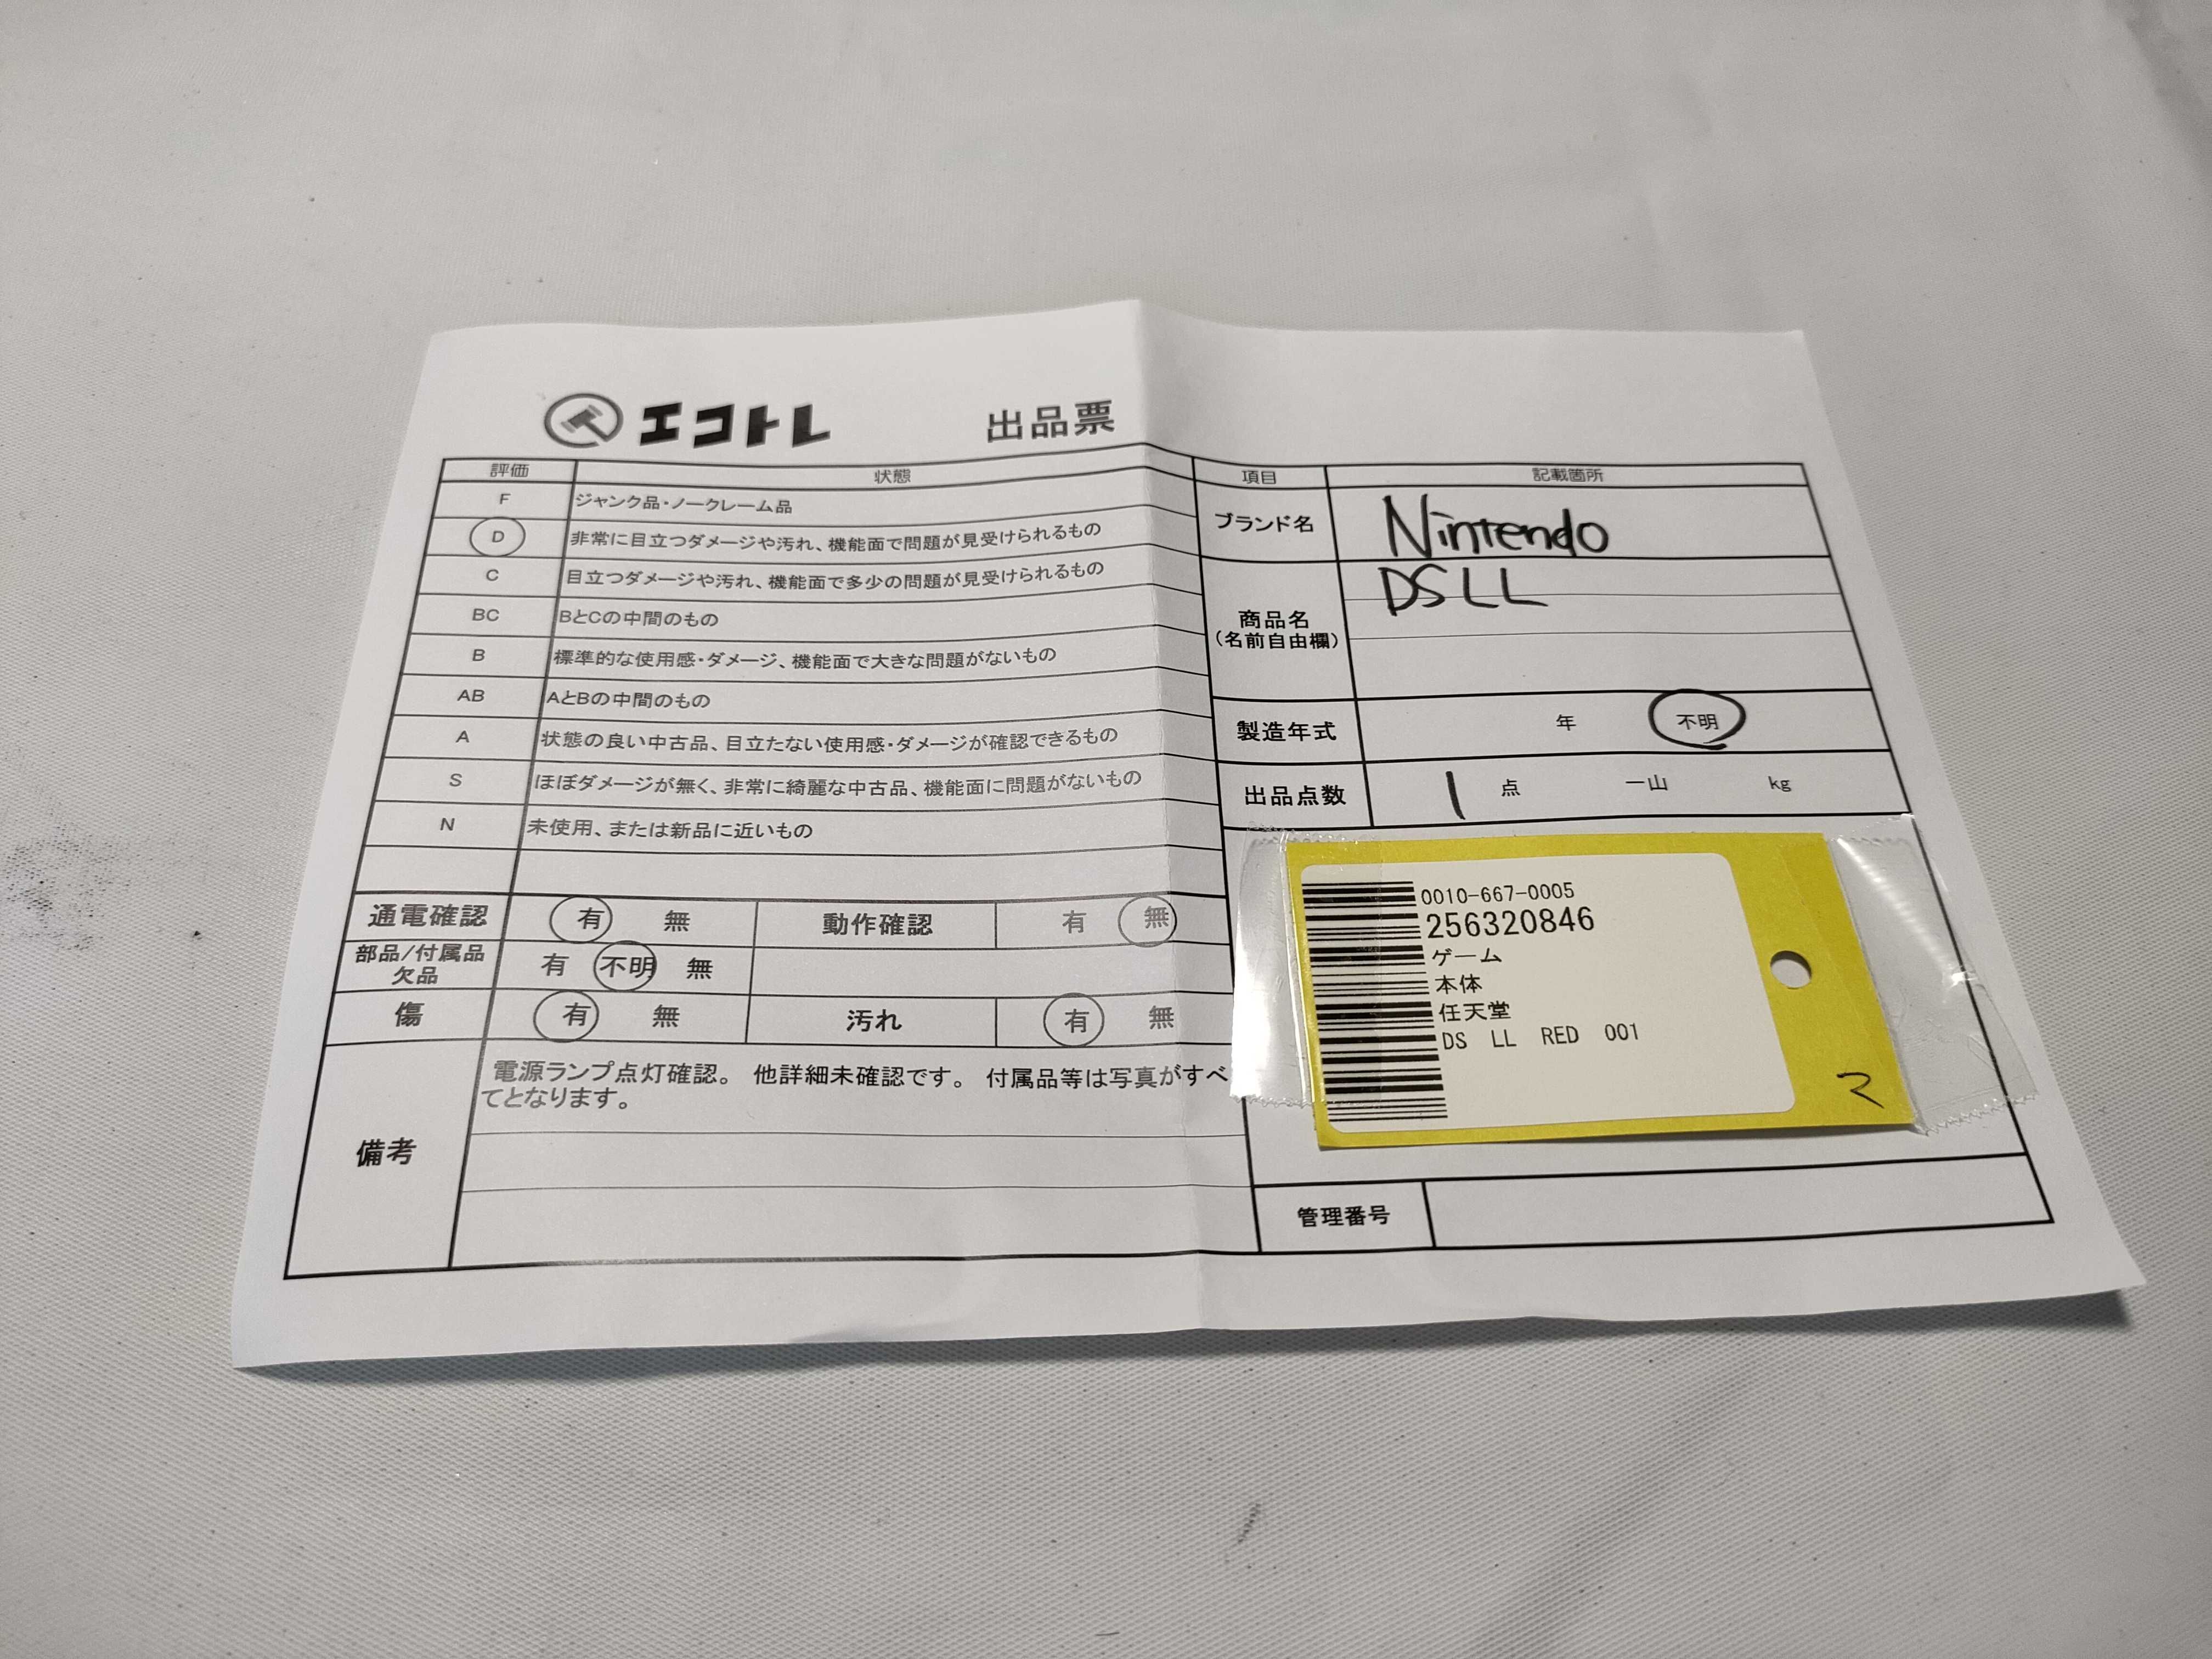 エコトレ 出品票
評価 状態
F ジャンク品・ノークレーム品
D 非常に目立つダメージや汚れ、機能面で問題が見受けられるもの
C 目立つダメージや汚れ、機能面で多少の問題が見受けられるもの
BC BとCの中間のもの
B 標準的な使用感・ダメージ、機能面で大きな問題がないもの
AB AとBの中間のもの
A 状態の良い中古品、目立たない使用感・ダメージが確認できるもの
S ほぼダメージが無く、非常に綺麗な中古品、機能面に問題がないもの
N 未使用、または新品に近いもの
通電確認 有 無 動作確認 有 無
部品/付属品
欠品 有 不明 無
傷 有 無 汚れ 有 無
備考
電源ランプ点灯確認。 他詳細未確認です。 付属品等は写真がすべ
てとなります。
項目 記載箇所
ブランド名 Nintendo
商品名
(名前自由欄)
DSLL
製造年式 年 不明
出品点数 1 点 一山 kg
0010-667-0005
256320846
ゲーム
本体
任天堂
DS LL RED 001
マ
管理番号